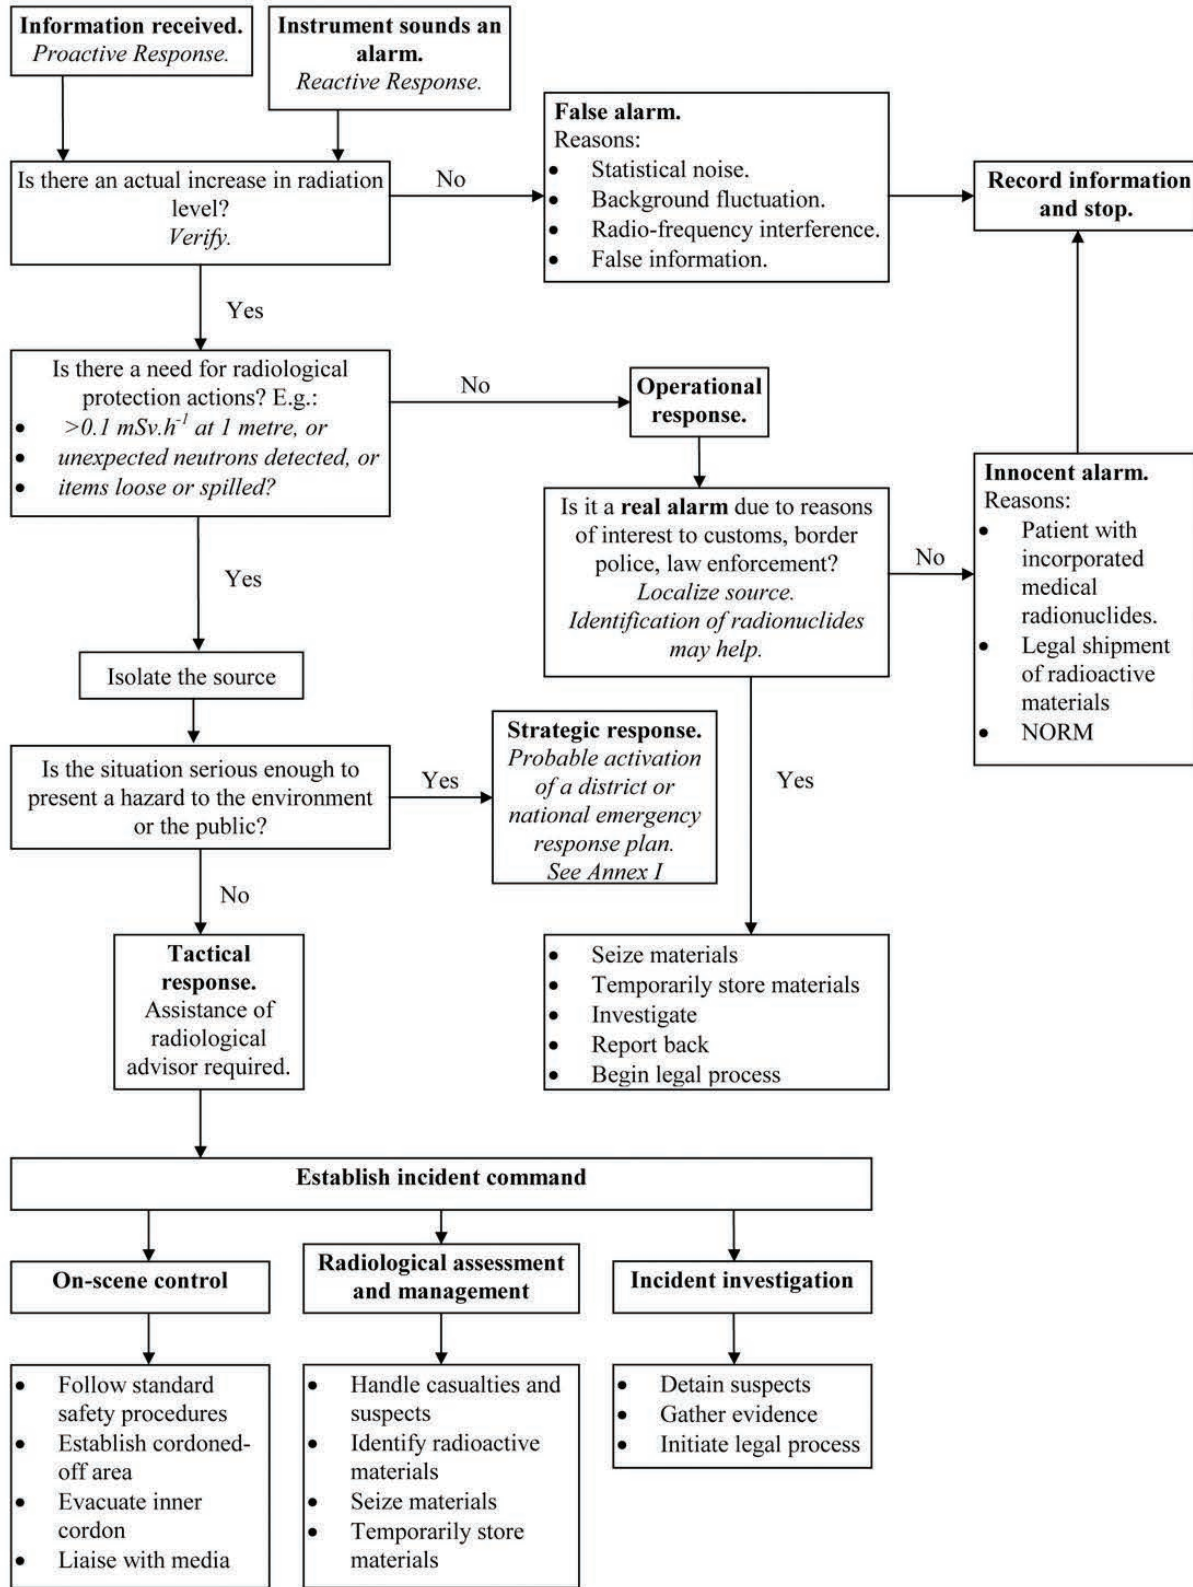 Information received.
Proactive Response.
Instrument sounds an
alarm.
Reactive Response.
Is there an actual increase in radiation
level?
Verify.
No
False alarm.
Reasons:
• Statistical noise.
• Background fluctuation.
• Radio-frequency interference.
• False information.
Record information
and stop.
Yes
Is there a need for radiological
protection actions? E.g.:
• >0.1 mSv.h⁻¹ at 1 metre, or
• unexpected neutrons detected, or
• items loose or spilled?
No
Operational
response.
Is it a real alarm due to reasons
of interest to customs, border
police, law enforcement?
Localize source.
Identification of radionuclides
may help.
No
Innocent alarm.
Reasons:
• Patient with
incorporated
medical
radionuclides.
• Legal shipment
of radioactive
materials
• NORM
Yes
Isolate the source
Is the situation serious enough to
present a hazard to the environment
or the public?
Yes
Strategic response.
Probable activation
of a district or
national emergency
response plan.
See Annex I
Yes
• Seize materials
• Temporarily store materials
• Investigate
• Report back
• Begin legal process
No
Tactical
response.
Assistance of
radiological
advisor required.
Establish incident command
On-scene control
Radiological assessment
and management
Incident investigation
• Follow standard
safety procedures
• Establish cordoned-
off area
• Evacuate inner
cordon
• Liaise with media
• Handle casualties and
suspects
• Identify radioactive
materials
• Seize materials
• Temporarily store
materials
• Detain suspects
• Gather evidence
• Initiate legal process